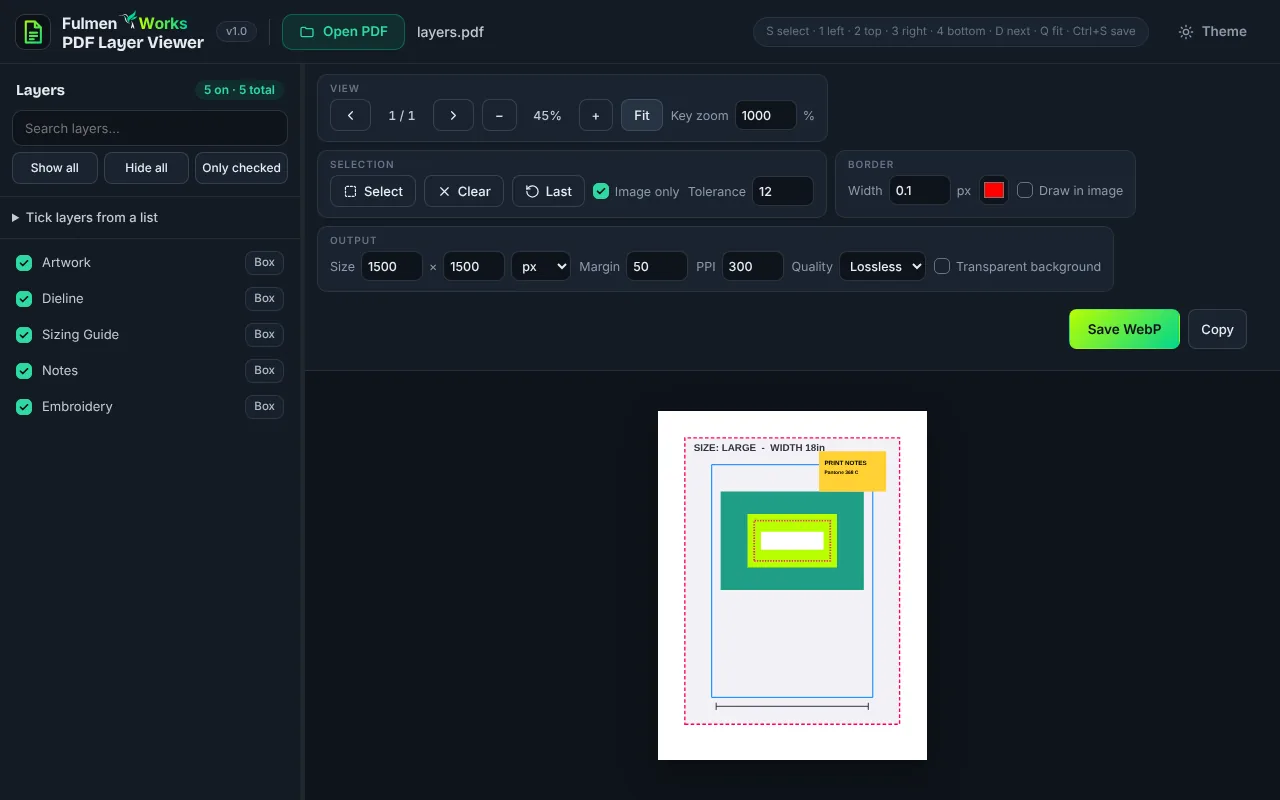 Fulmen Works
PDF Layer Viewer
v1.0
Open PDF
layers.pdf
S select · 1 left · 2 top · 3 right · 4 bottom · D next · Q fit · Ctrl+S save
Theme
Layers
5 on · 5 total
Search layers...
Show all
Hide all
Only checked
Tick layers from a list
Artwork
Box
Dieline
Box
Sizing Guide
Box
Notes
Box
Embroidery
Box
VIEW
1 / 1
−
45%
+
Fit
Key zoom
1000
%
SELECTION
Select
Clear
Last
Image only
Tolerance
12
BORDER
Width
0.1
px
Draw in image
OUTPUT
Size
1500
×
1500
px
Margin
50
PPI
300
Quality
Lossless
Transparent background
Save WebP
Copy
SIZE: LARGE - WIDTH 18in
PRINT NOTES
Pantone 368 C